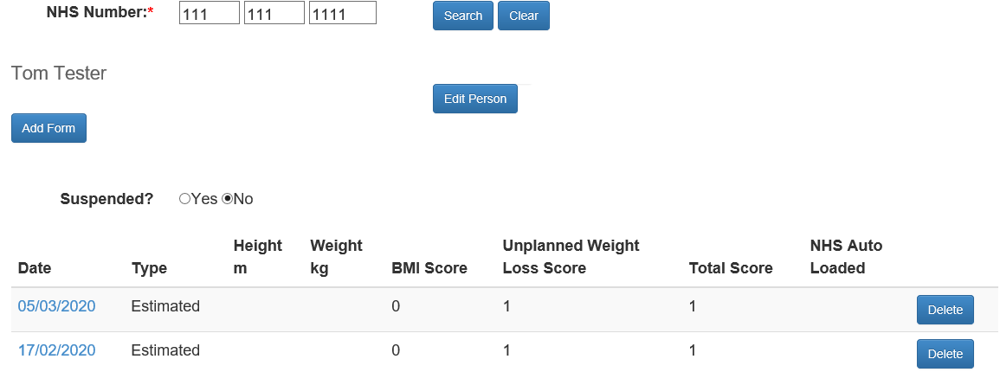 NHS Number:* 111 111 1111 Search Clear
Tom Tester
Edit Person
Add Form
Suspended? Yes No
Height Weight Unplanned Weight NHS Auto
Date Type m kg BMI Score Loss Score Total Score Loaded
05/03/2020 Estimated 0 1 1 Delete
17/02/2020 Estimated 0 1 1 Delete